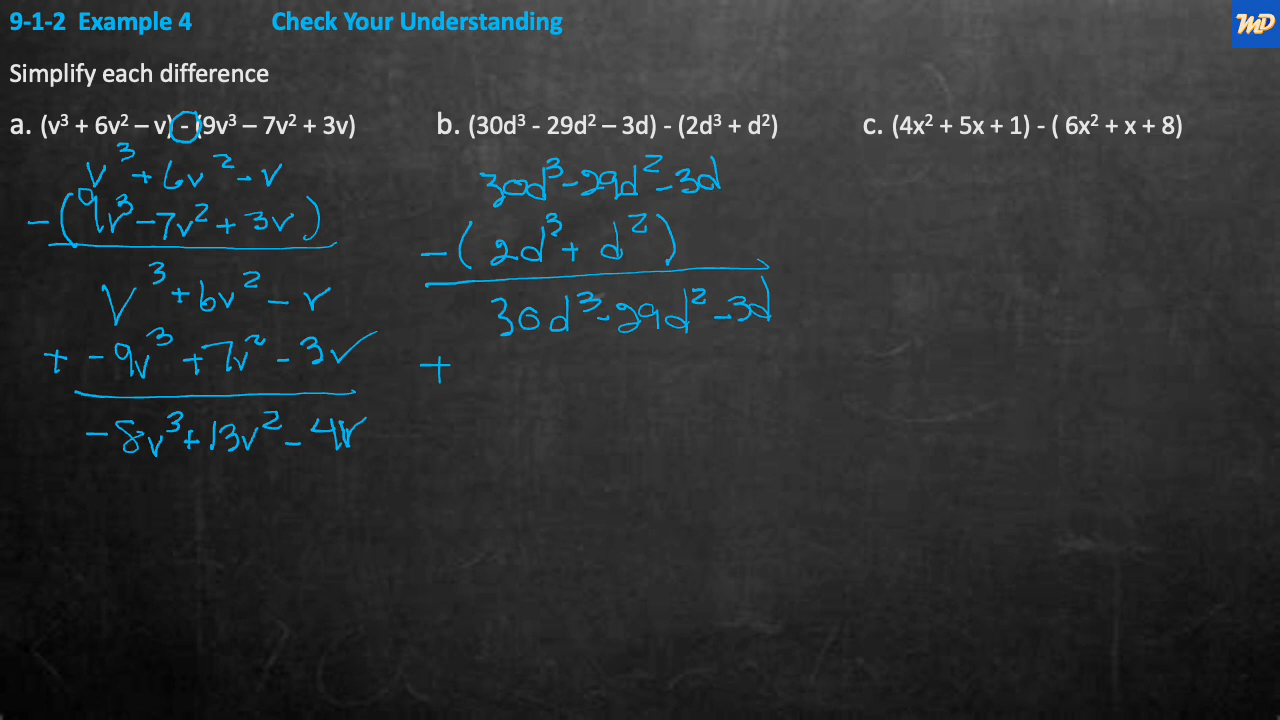 9-1-2 Example 4 Check Your Understanding
MD
Simplify each difference
a. (v³ + 6v² – v) - (9v³ – 7v² + 3v)
v³ + 6v² - v
- (9v³ - 7v² + 3v)
v³ + 6v² - v
+ - 9v³ + 7v² - 3v
- 8v³ + 13v² - 4v
b. (30d³ - 29d² – 3d) - (2d³ + d²)
30d³ - 29d² - 3d
- (2d³ + d²)
30d³ - 29d² - 3d
+
c. (4x² + 5x + 1) - ( 6x² + x + 8)